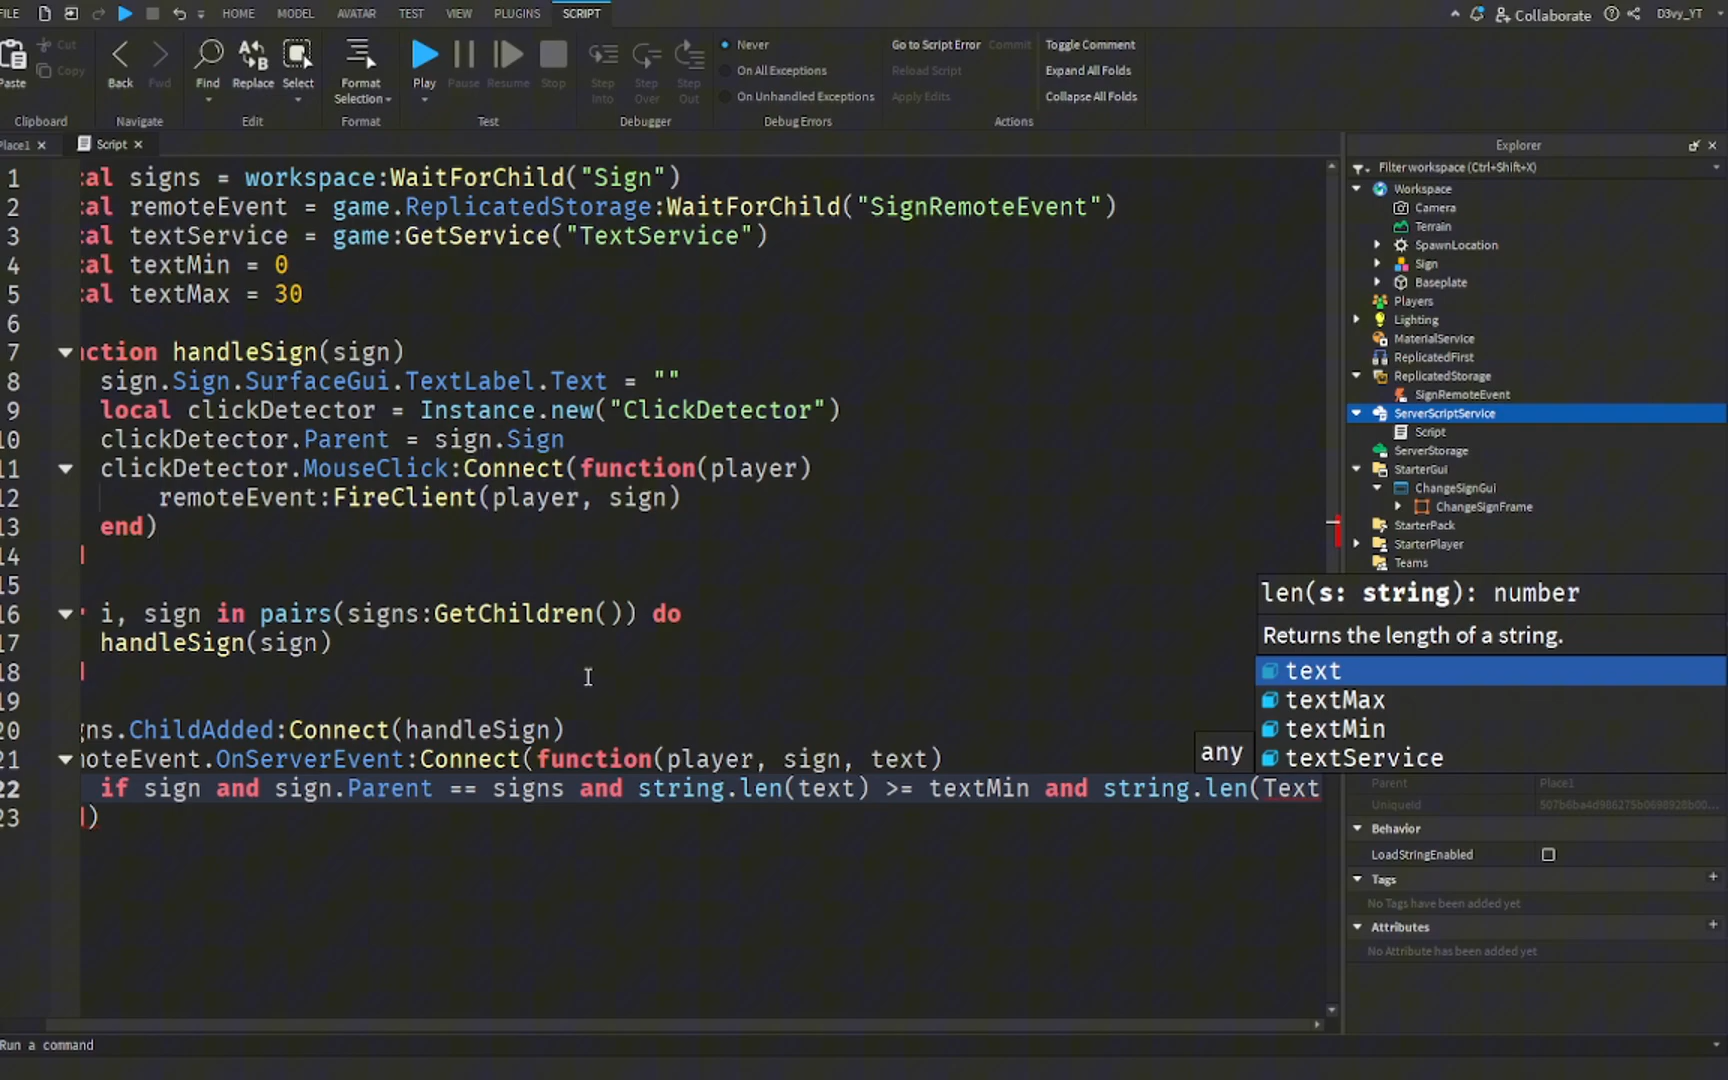 FILE HOME MODEL AVATAR TEST VIEW PLUGINS SCRIPT Collaborate D3vy_YT
Paste Cut Copy
Back Fwd
Find Replace Select
Format Selection
Play Pause Resume Stop
Step Into Step Over Step Out
Never
On All Exceptions
On Unhandled Exceptions
Go to Script Error Commit
Reload Script
Apply Edits
Toggle Comment
Expand All Folds
Collapse All Folds
Clipboard Navigate Edit Format Test Debugger Debug Errors Actions
Place1 Script
1 cal signs = workspace:WaitForChild("Sign")
2 cal remoteEvent = game.ReplicatedStorage:WaitForChild("SignRemoteEvent")
3 cal textService = game:GetService("TextService")
4 cal textMin = 0
5 cal textMax = 30
6
7 nction handleSign(sign)
8 sign.Sign.SurfaceGui.TextLabel.Text = ""
9 local clickDetector = Instance.new("ClickDetector")
10 clickDetector.Parent = sign.Sign
11 clickDetector.MouseClick:Connect(function(player)
12 remoteEvent:FireClient(player, sign)
13 end)
14
15
16 r i, sign in pairs(signs:GetChildren()) do
17 handleSign(sign)
18
19
20 gns.ChildAdded:Connect(handleSign)
21 moteEvent.OnServerEvent:Connect(function(player, sign, text)
22 if sign and sign.Parent == signs and string.len(text) >= textMin and string.len(Text
23 )
any
len(s: string): number
Returns the length of a string.
text
textMax
textMin
textService
Explorer
Filter workspace (Ctrl+Shift+X)
Workspace
Camera
Terrain
SpawnLocation
Sign
Baseplate
Players
Lighting
MaterialService
ReplicatedFirst
ReplicatedStorage
SignRemoteEvent
ServerScriptService
Script
ServerStorage
StarterGui
ChangeSignGui
ChangeSignFrame
StarterPack
StarterPlayer
Teams
Parent Place1
UniqueId
Behavior
LoadStringEnabled
Tags
No Tags have been added yet
Attributes
No Attribute has been added yet
Run a command